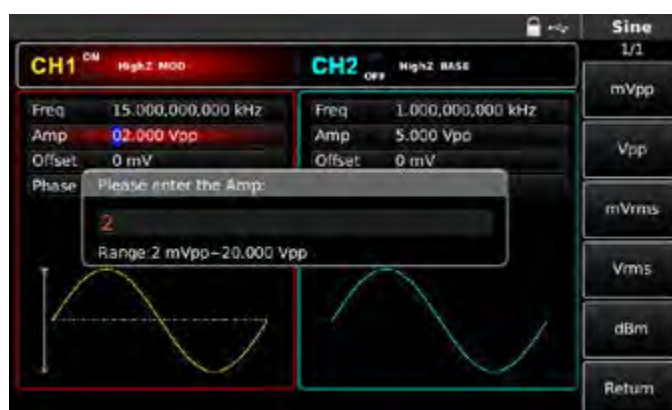 Sine
1/1
CH1 ON HighZ MOD
CH2 OFF HighZ BASE
Freq 15.000,000,000 kHz
Amp 02.000 Vpp
Offset 0 mV
Phase
Freq 1.000,000,000 kHz
Amp 5.000 Vpp
Offset 0 mV
Please enter the Amp:
2
Range:2 mVpp~20.000 Vpp
mVpp
Vpp
mVrms
Vrms
dBm
Return